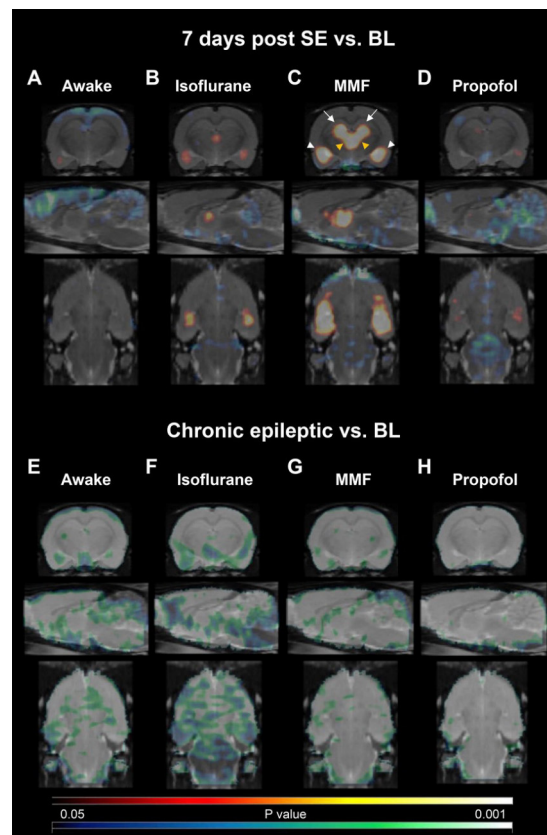 7 days post SE vs. BL
A Awake B Isoflurane C MMF D Propofol
Chronic epileptic vs. BL
E Awake F Isoflurane G MMF H Propofol
0.05 P value 0.001